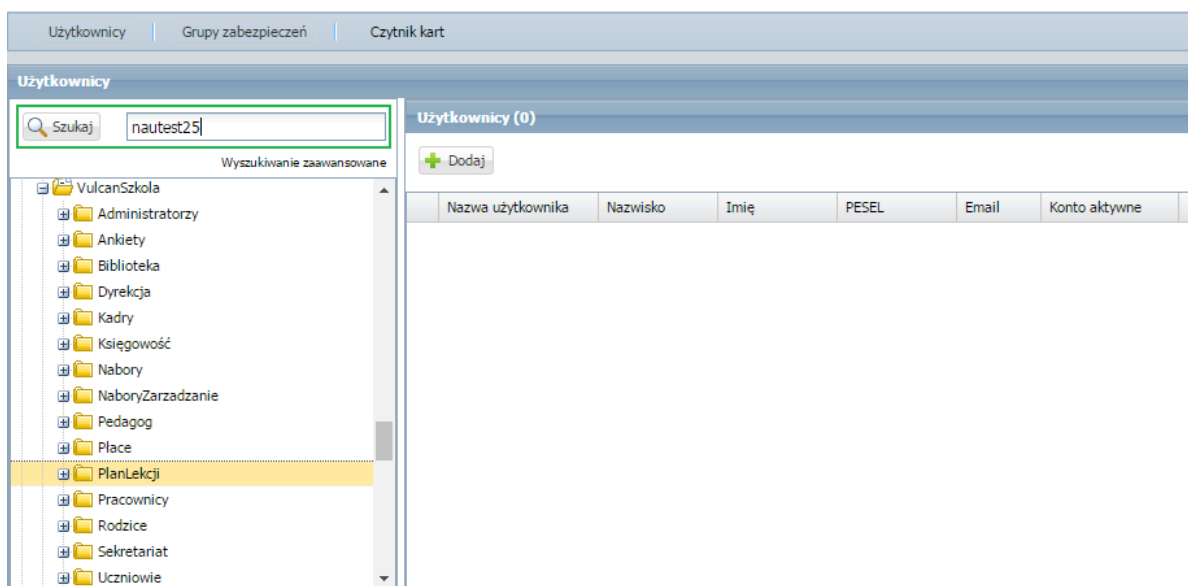 Użytkownicy Grupy zabezpieczeń Czytnik kart
Użytkownicy
Szukaj nautest25
Wyszukiwanie zaawansowane
VulcanSzkola
Administratorzy
Ankiety
Biblioteka
Dyrekcja
Kadry
Księgowość
Nabory
NaboryZarzadzanie
Pedagog
Płace
PlanLekcji
Pracownicy
Rodzice
Sekretariat
Uczniowie
Użytkownicy (0)
Dodaj
Nazwa użytkownika Nazwisko Imię PESEL Email Konto aktywne